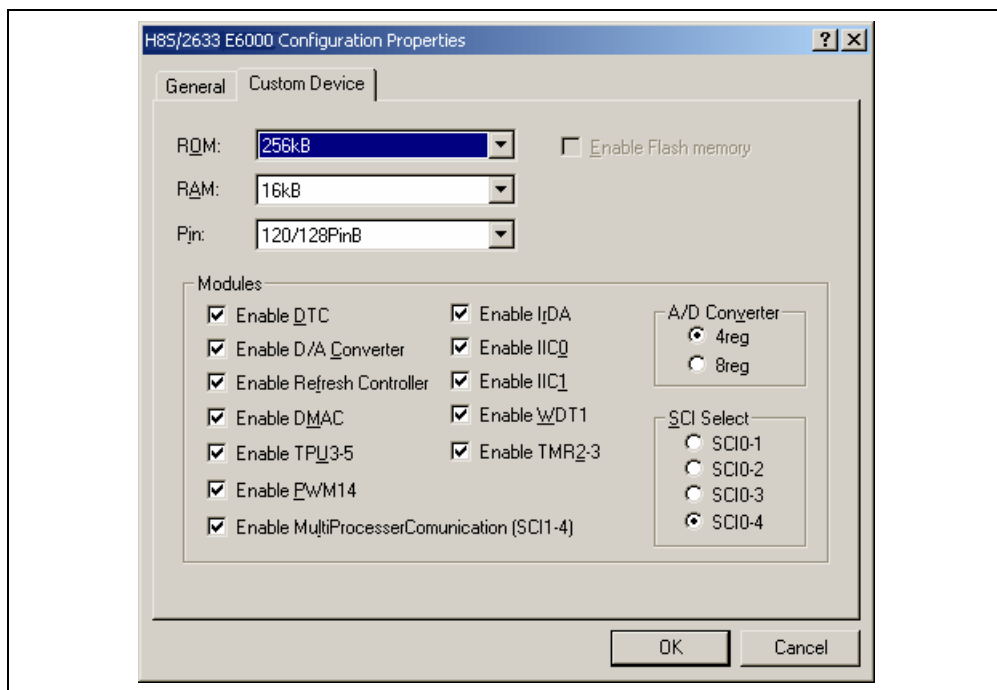 H8S/2633 E6000 Configuration Properties
General
Custom Device
ROM:
256kB
Enable Flash memory
RAM:
16kB
Pin:
120/128PinB
Modules
Enable DTC
Enable IrDA
Enable D/A Converter
Enable IIC0
Enable Refresh Controller
Enable IIC1
Enable DMAC
Enable WDT1
Enable TPU3-5
Enable TMR2-3
Enable PWM14
Enable MultiProcesserComunication (SCI1-4)
A/D Converter
4reg
8reg
SCI Select
SCI0-1
SCI0-2
SCI0-3
SCI0-4
OK
Cancel